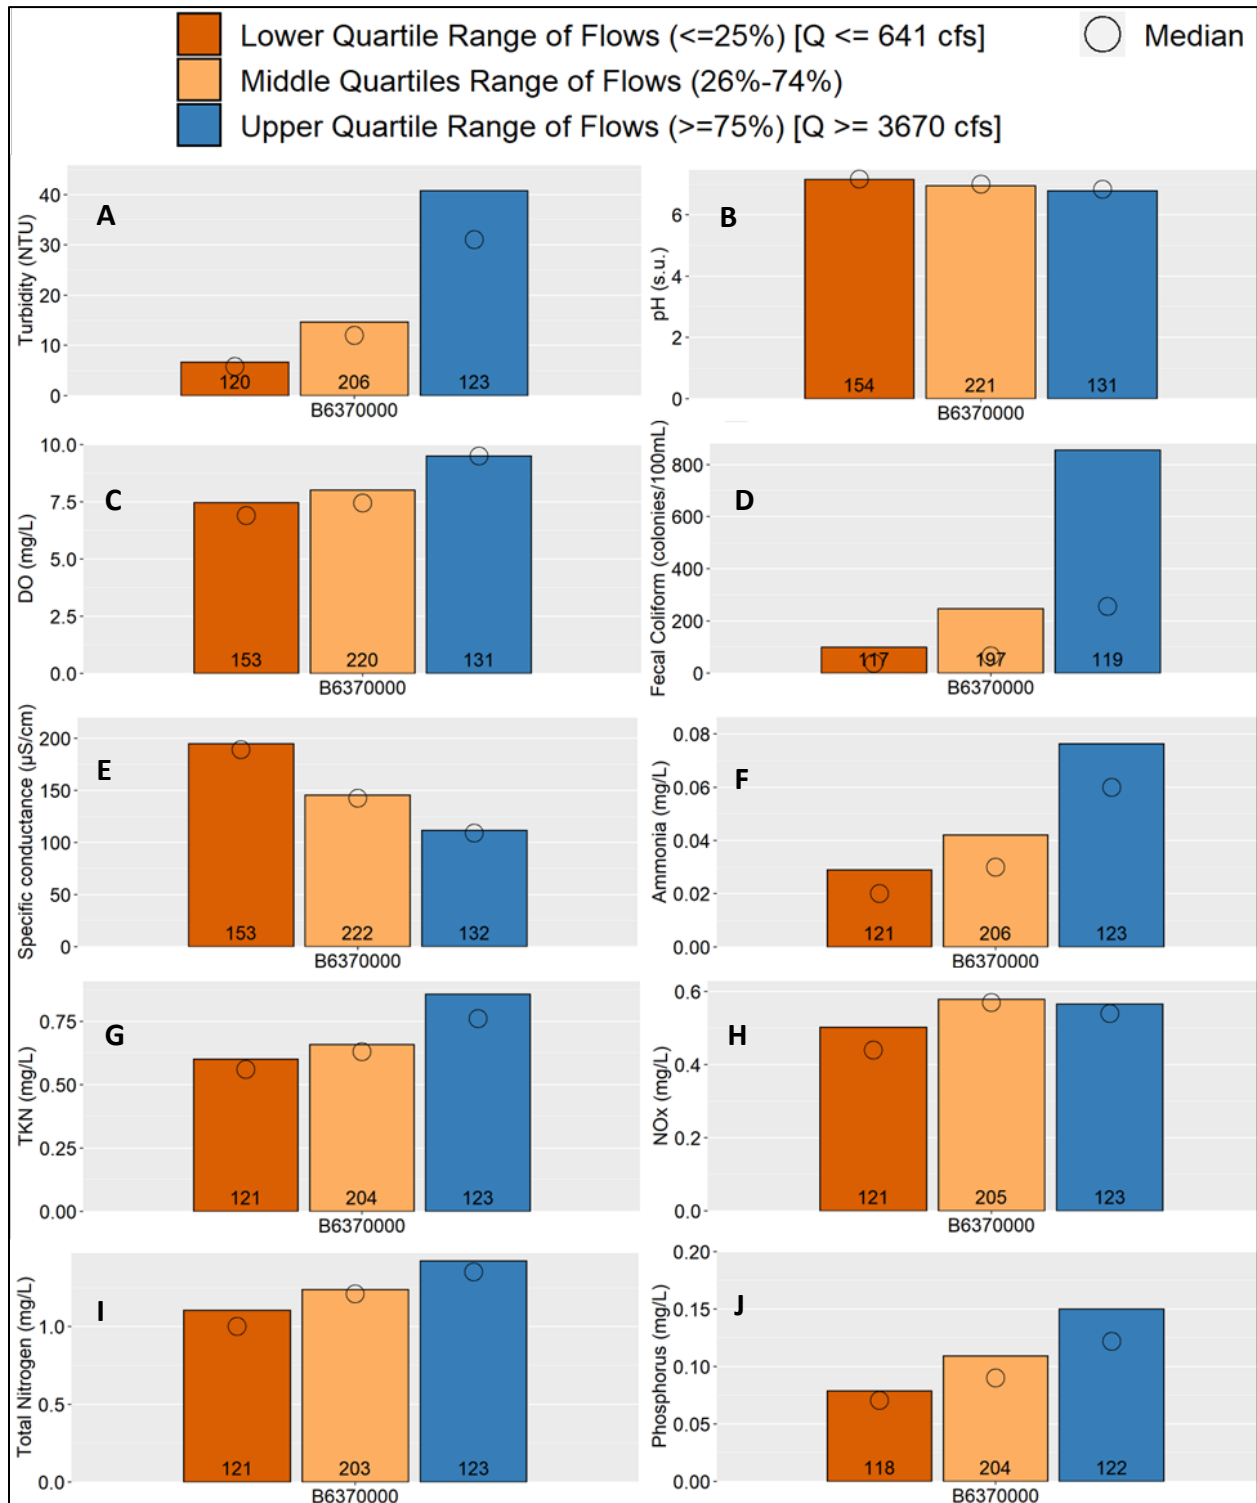 Lower Quartile Range of Flows (<=25%) [Q <= 641 cfs]
Median
Middle Quartiles Range of Flows (26%-74%)
Upper Quartile Range of Flows (>=75%) [Q >= 3670 cfs]
A
Turbidity (NTU)
40
30
20
10
0
120
206
123
B6370000
B
pH (s.u.)
6
4
2
0
154
221
131
B6370000
C
DO (mg/L)
10.0
7.5
5.0
2.5
0.0
153
220
131
B6370000
D
Fecal Coliform (colonies/100mL)
800
600
400
200
0
117
197
119
B6370000
E
Specific conductance (µS/cm)
200
150
100
50
0
153
222
132
B6370000
F
Ammonia (mg/L)
0.08
0.06
0.04
0.02
0.00
121
206
123
B6370000
G
TKN (mg/L)
0.75
0.50
0.25
0.00
121
204
123
B6370000
H
NOx (mg/L)
0.6
0.4
0.2
0.0
121
205
123
B6370000
I
Total Nitrogen (mg/L)
1.0
0.5
0.0
121
203
123
B6370000
J
Phosphorus (mg/L)
0.20
0.15
0.10
0.05
0.00
118
204
122
B6370000